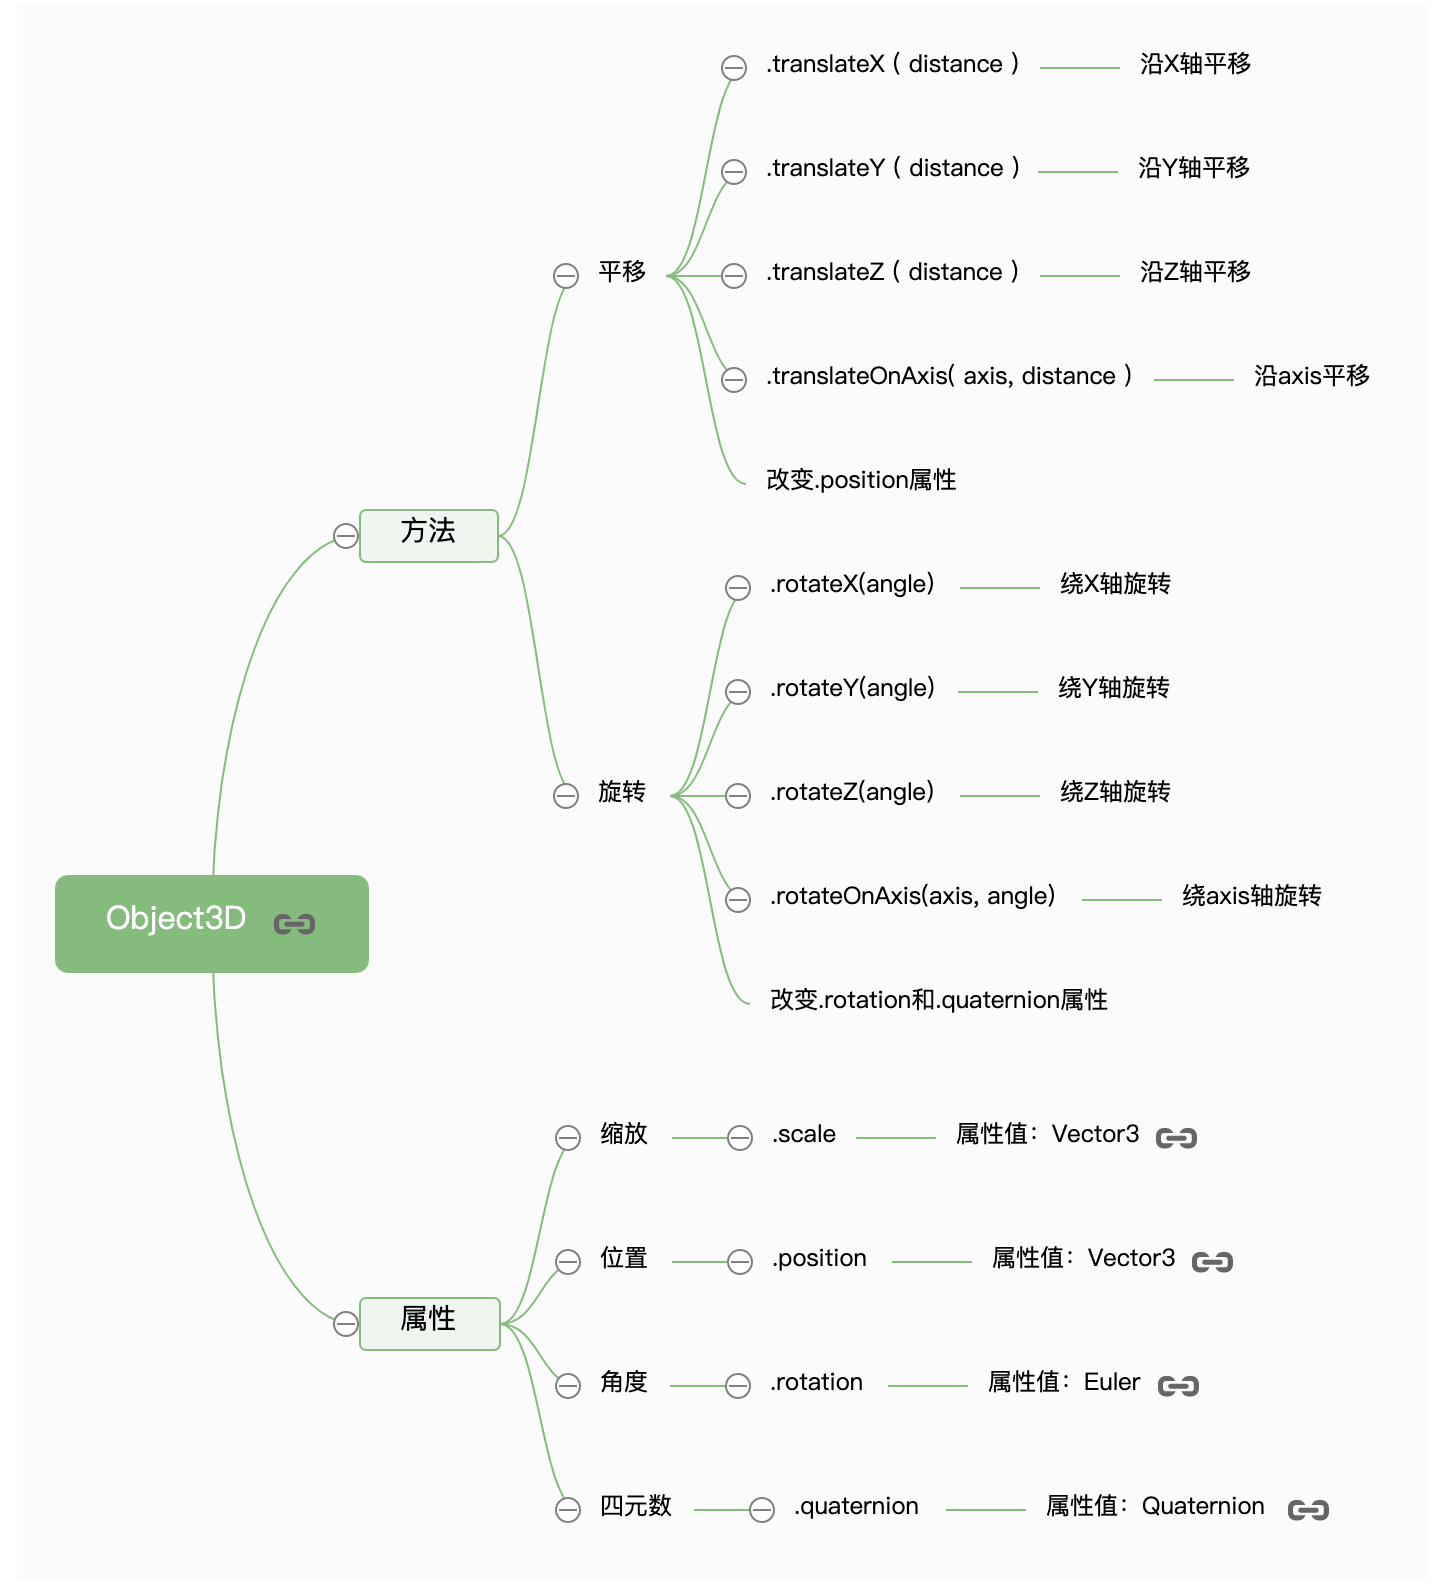 Object3D
方法
平移
.translateX ( distance )
沿X轴平移
.translateY ( distance )
沿Y轴平移
.translateZ ( distance )
沿Z轴平移
.translateOnAxis( axis, distance )
沿axis平移
改变.position属性
旋转
.rotateX(angle)
绕X轴旋转
.rotateY(angle)
绕Y轴旋转
.rotateZ(angle)
绕Z轴旋转
.rotateOnAxis(axis, angle)
绕axis轴旋转
改变.rotation和.quaternion属性
属性
缩放
.scale
属性值：Vector3
位置
.position
属性值：Vector3
角度
.rotation
属性值：Euler
四元数
.quaternion
属性值：Quaternion